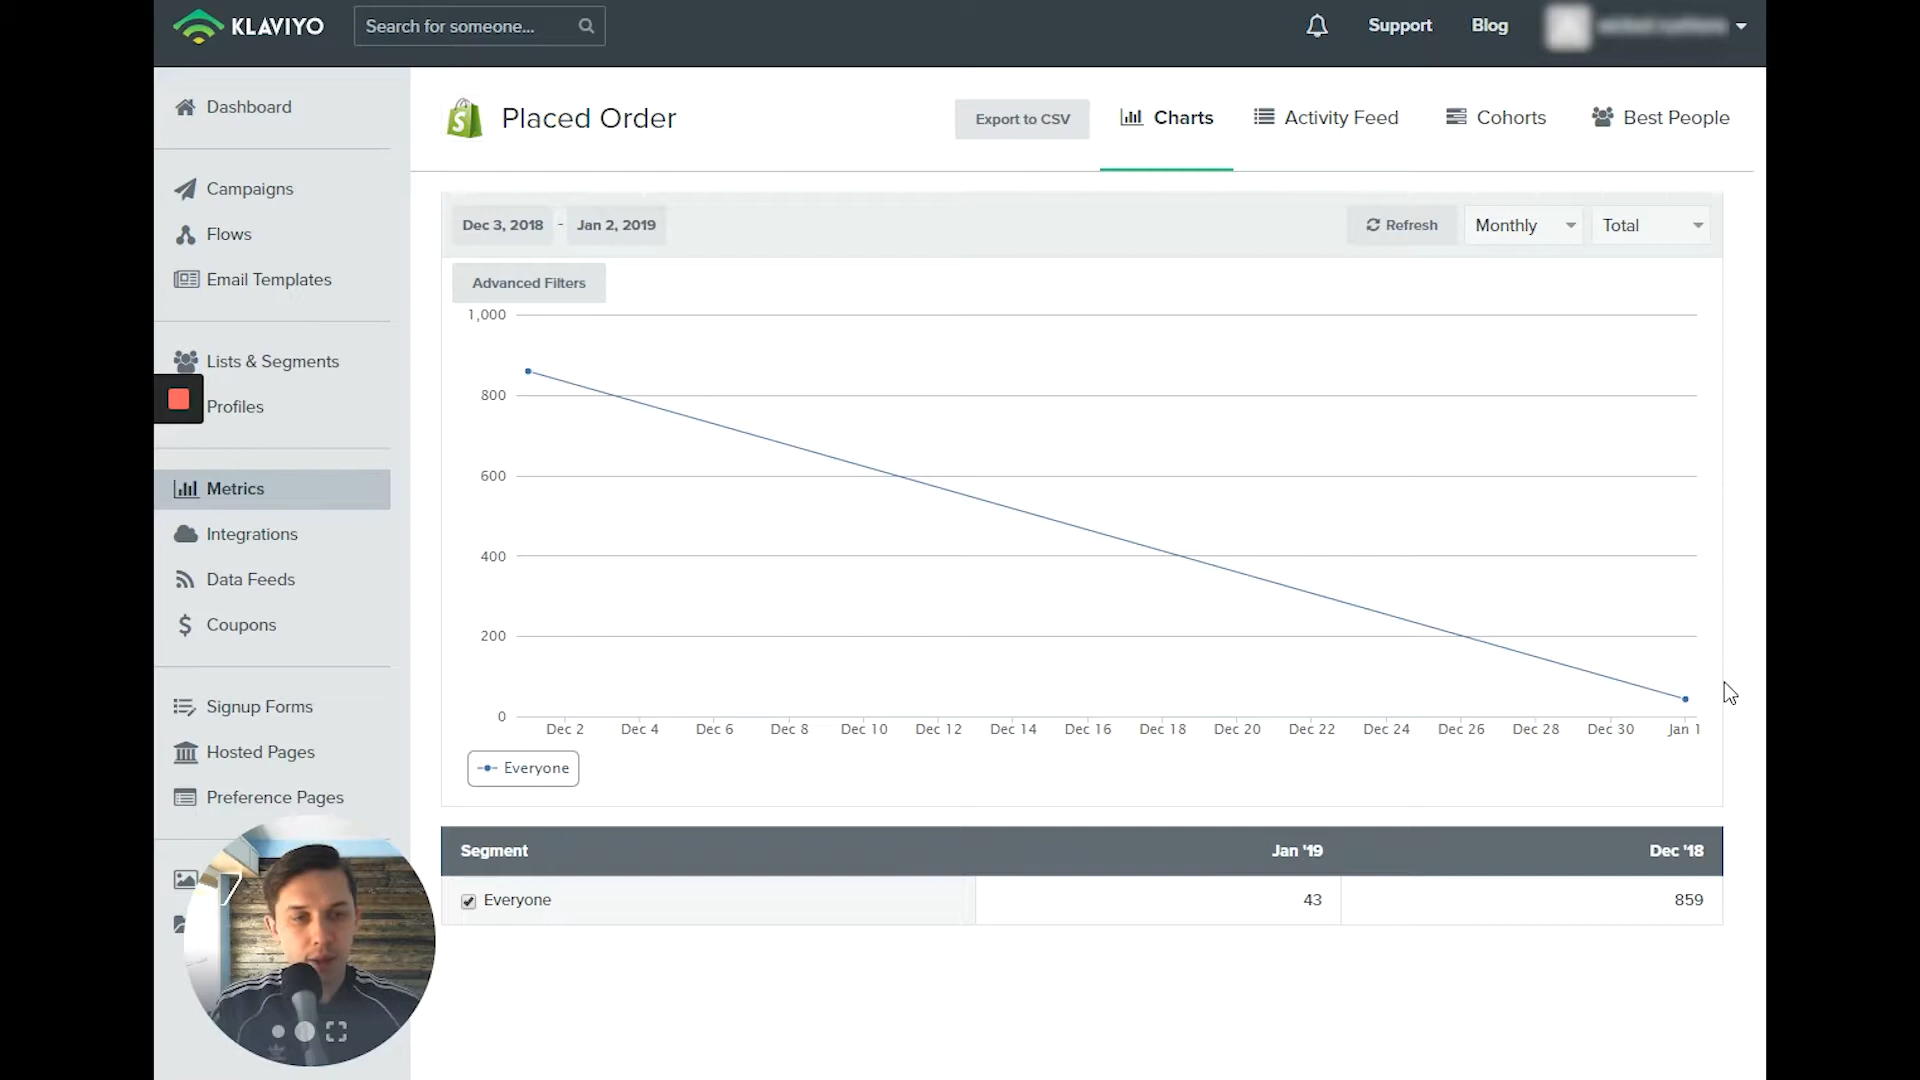 KLAVIYO
Search for someone...
Support
Blog
Dashboard
Campaigns
Flows
Email Templates
Lists & Segments
Profiles
Metrics
Integrations
Data Feeds
Coupons
Signup Forms
Hosted Pages
Preference Pages
Placed Order
Export to CSV
Charts
Activity Feed
Cohorts
Best People
Dec 3, 2018 - Jan 2, 2019
Refresh
Monthly
Total
Advanced Filters
1,000
800
600
400
200
0
Dec 2 Dec 4 Dec 6 Dec 8 Dec 10 Dec 12 Dec 14 Dec 16 Dec 18 Dec 20 Dec 22 Dec 24 Dec 26 Dec 28 Dec 30 Jan 1
Everyone
Segment Jan '19 Dec '18
Everyone 43 859